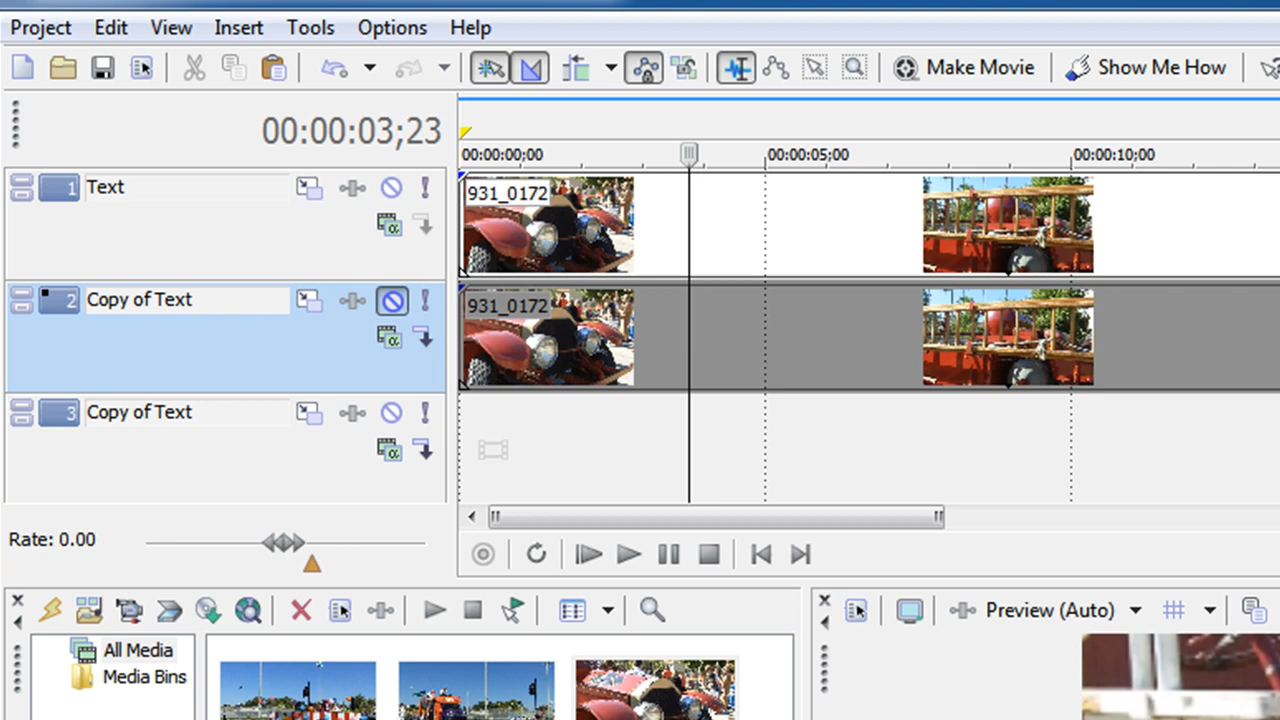 Project Edit View Insert Tools Options Help
Make Movie Show Me How
00:00:03;23
00:00:00;00 00:00:05;00 00:00:10;00
1 Text
931_0172
2 Copy of Text
931_0172
3 Copy of Text
Rate: 0.00
Preview (Auto)
All Media
Media Bins